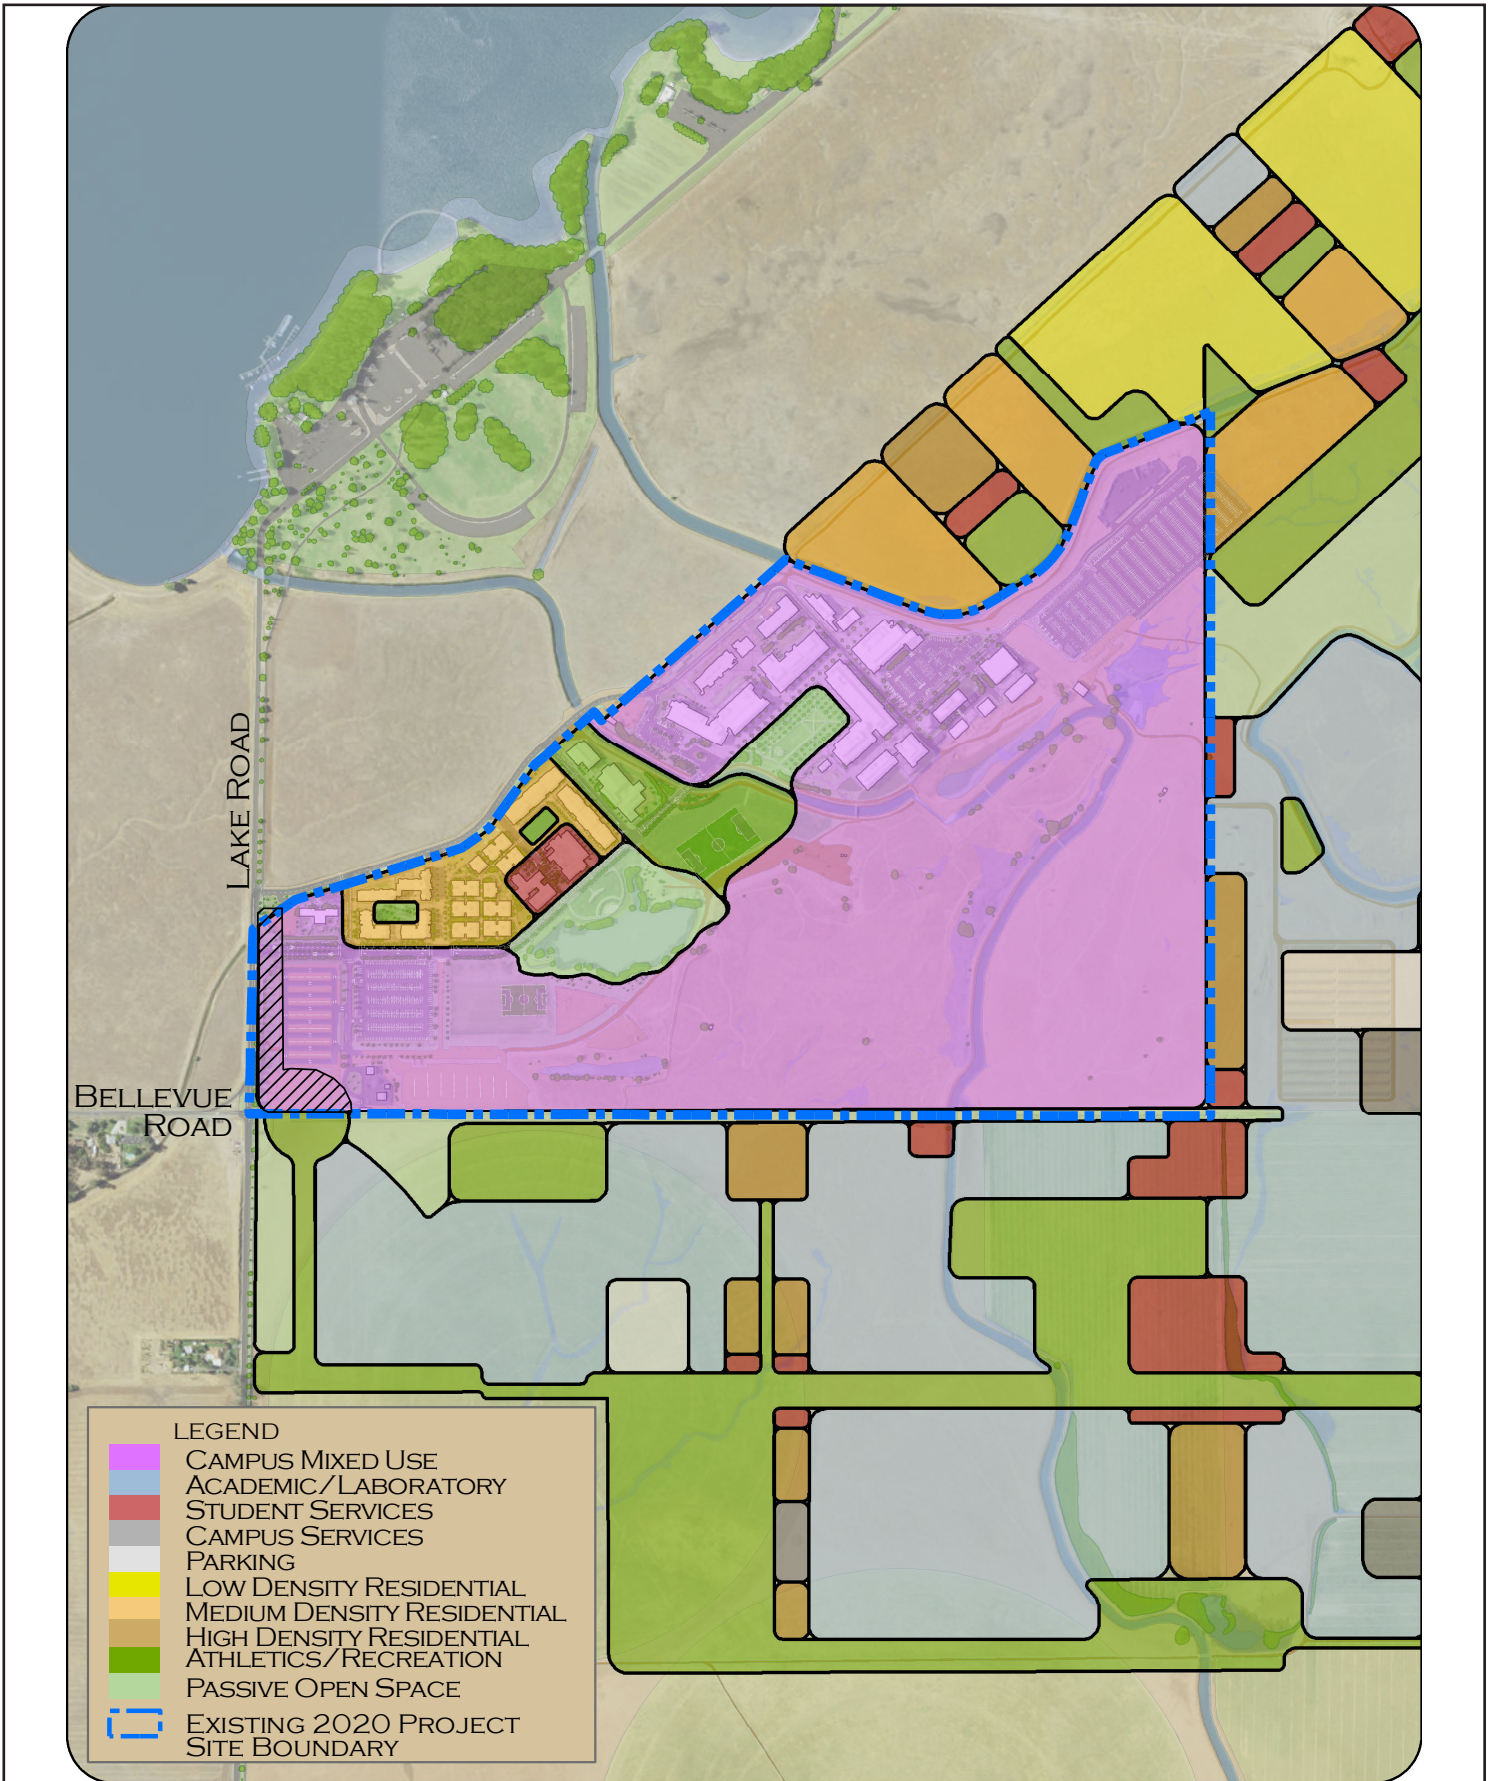 LAKE ROAD
BELLEVUE
ROAD
LEGEND
CAMPUS MIXED USE
ACADEMIC/LABORATORY
STUDENT SERVICES
CAMPUS SERVICES
PARKING
LOW DENSITY RESIDENTIAL
MEDIUM DENSITY RESIDENTIAL
HIGH DENSITY RESIDENTIAL
ATHLETICS/RECREATION
PASSIVE OPEN SPACE
EXISTING 2020 PROJECT
SITE BOUNDARY